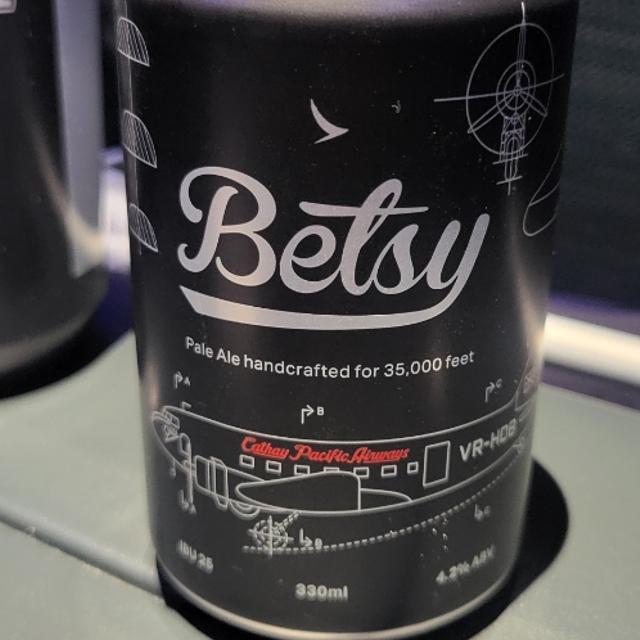 Betsy
Pale Ale handcrafted for 35,000 feet
A
B
C
Cathay Pacific Airways
VR-HDB
A
B
C
IBU 25
330ml
4.2% ABV